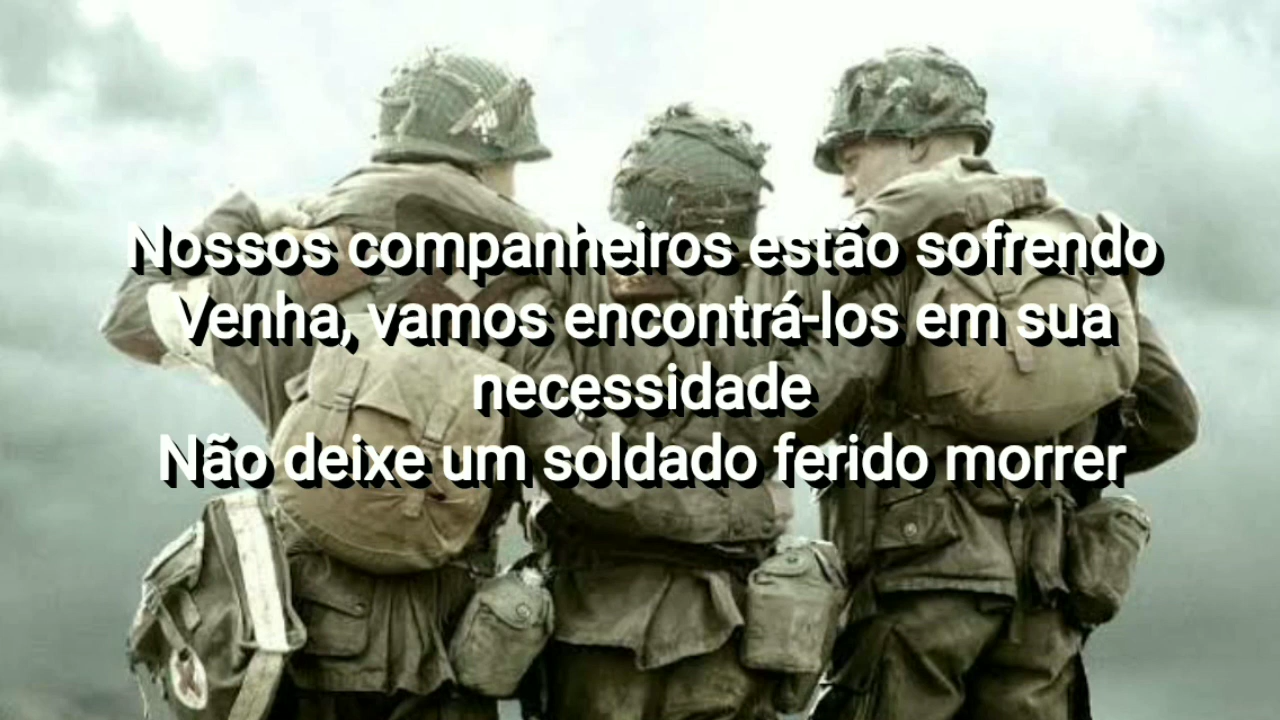 Nossos companheiros estão sofrendo
Venha, vamos encontrá-los em sua
necessidade
Não deixe um soldado ferido morrer